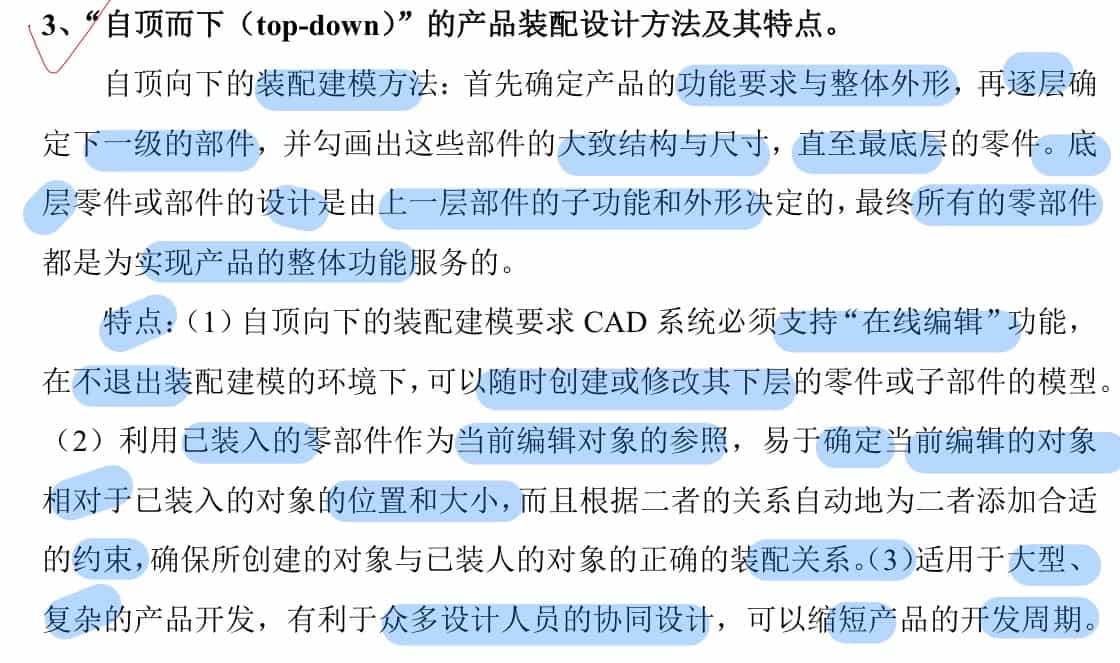 3、“自顶而下（top-down）”的产品装配设计方法及其特点。
自顶向下的装配建模方法：首先确定产品的功能要求与整体外形，再逐层确
定下一级的部件，并勾画出这些部件的大致结构与尺寸，直至最底层的零件。底
层零件或部件的设计是由上一层部件的子功能和外形决定的，最终所有的零部件
都是为实现产品的整体功能服务的。
特点：（1）自顶向下的装配建模要求 CAD 系统必须支持“在线编辑”功能，
在不退出装配建模的环境下，可以随时创建或修改其下层的零件或子部件的模型。
（2）利用已装入的零部件作为当前编辑对象的参照，易于确定当前编辑的对象
相对于已装入的对象的位置和大小，而且根据二者的关系自动地为二者添加合适
的约束，确保所创建的对象与已装人的对象的正确的装配关系。（3）适用于大型、
复杂的产品开发，有利于众多设计人员的协同设计，可以缩短产品的开发周期。